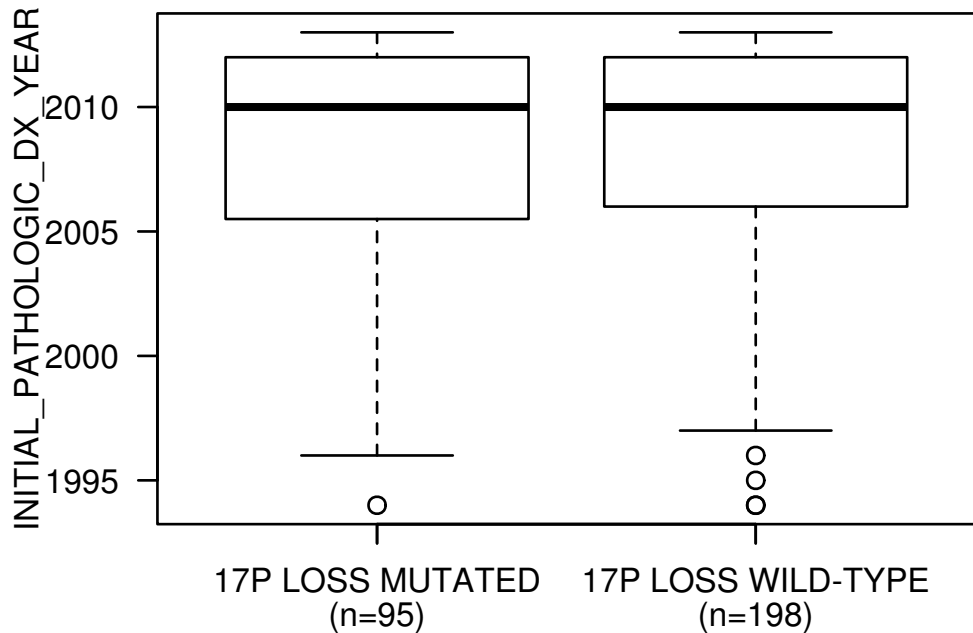 INITIAL_PATHOLOGIC_DX_YEAR
2010
2005
2000
1995
17P LOSS MUTATED
(n=95)
17P LOSS WILD-TYPE
(n=198)